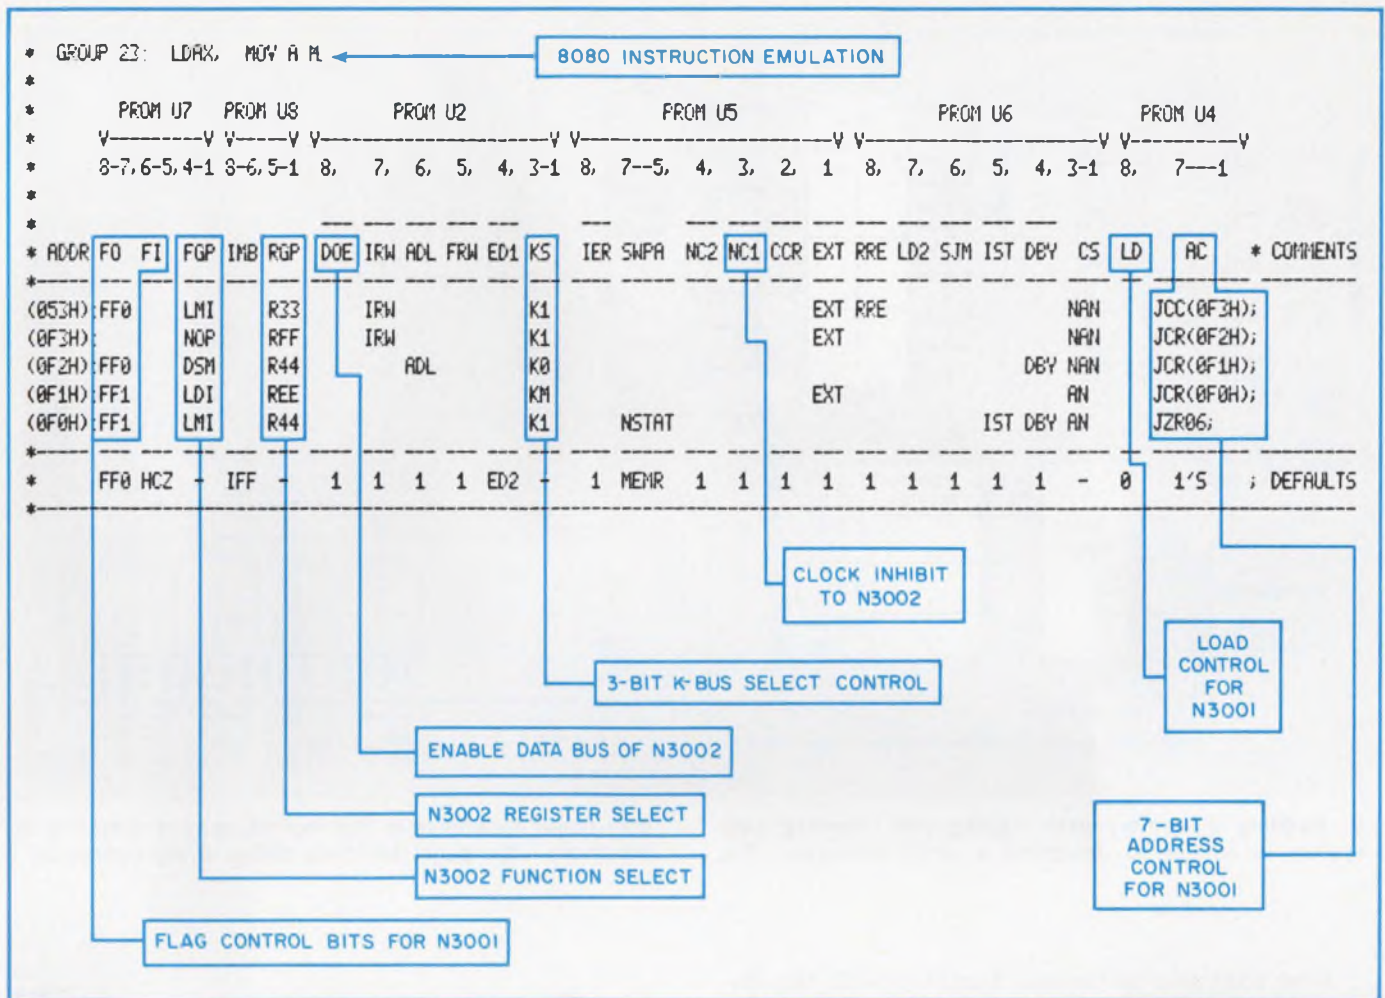 * GROUP 23: LDAX, MOV A M
8080 INSTRUCTION EMULATION
*
* PROM U7 PROM U8 PROM U2 PROM U5 PROM U6 PROM U4
* V---------V V----V V--------------------V V----------------------V V--------------------V V----------V
* 8-7,6-5,4-1 8-6,5-1 8, 7, 6, 5, 4, 3-1 8, 7--5, 4, 3, 2, 1 8, 7, 6, 5, 4, 3-1 8, 7---1
*
*
* --- --- --- --- --- --- --- --- --- --- --- --- --- --- ---
* ADDR FO FI FGP IMB RGP DOE IRW ADL FRW ED1 KS IER SWPA NC2 NC1 CCR EXT RRE LD2 SJM IST DBY CS LD AC * COMMENTS
*---- --- --- --- --- --- --- --- --- --- --- --- --- ---- --- --- --- --- --- --- --- --- --- --- --- --- ---
(053H):FF0 LMI R33 IRW K1 EXT RRE NAN JCC(0F3H);
(0F3H): NOP RFF IRW K1 EXT NAN JCR(0F2H);
(0F2H):FF0 DSM R44 ADL K0 DBY NAN JCR(0F1H);
(0F1H):FF1 LDI REE KM EXT AN JCR(0F0H);
(0F0H):FF1 LMI R44 K1 NSTAT IST DBY AN JZR06;
*---- --- --- --- --- --- --- --- --- --- --- --- --- ---- --- --- --- --- --- --- --- --- --- --- --- --- ---
* FF0 HCZ - IFF - 1 1 1 1 ED2 - 1 MEMR 1 1 1 1 1 1 1 1 1 - 0 1'S ; DEFAULTS
*----------------------------------------------------------------
CLOCK INHIBIT
TO N3002
LOAD
CONTROL
FOR
N3001
3-BIT K-BUS SELECT CONTROL
ENABLE DATA BUS OF N3002
N3002 REGISTER SELECT
7-BIT
ADDRESS
CONTROL
FOR N3001
N3002 FUNCTION SELECT
FLAG CONTROL BITS FOR N3001